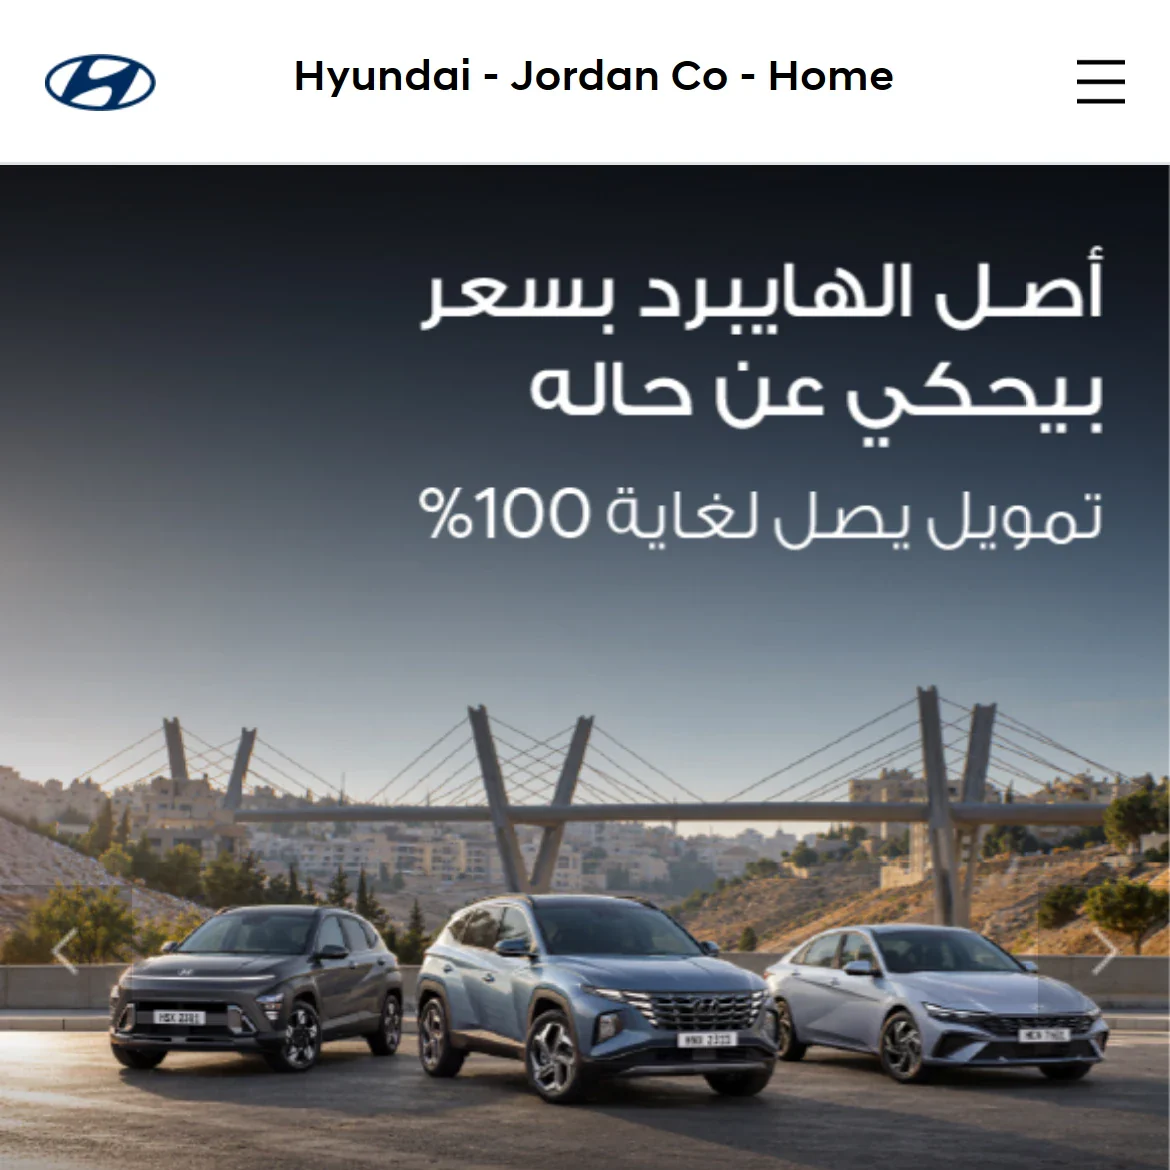 Hyundai - Jordan Co - Home
أصل الهايبرد بسعر
بيحكي عن حاله
تمويل يصل لغاية 100%